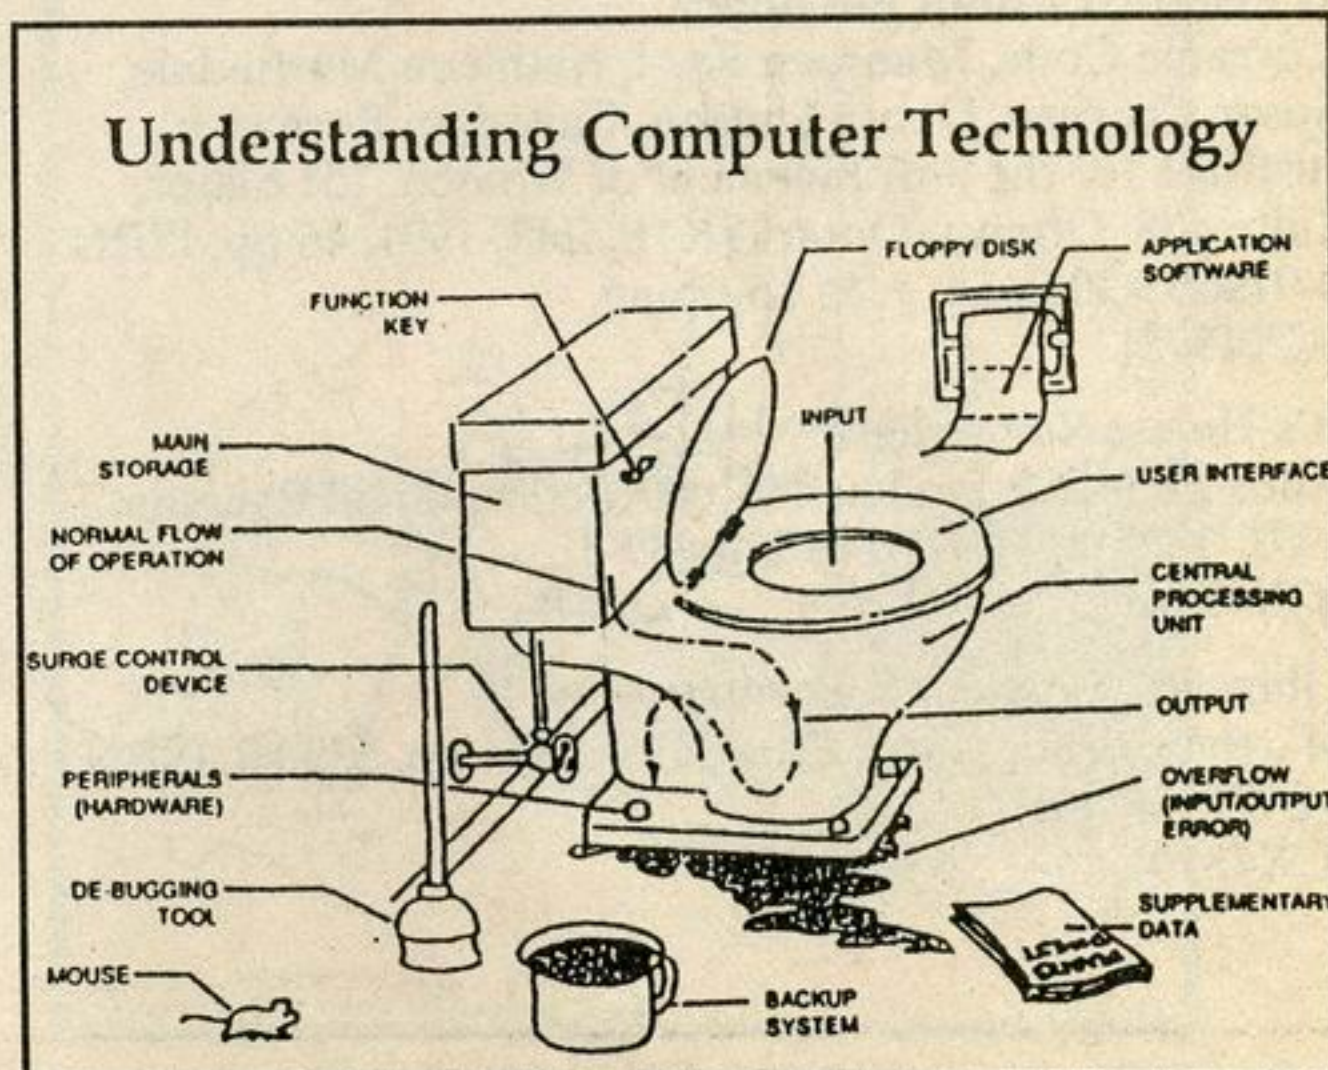 Understanding Computer Technology
FLOPPY DISK
APPLICATION
SOFTWARE
FUNCTION
KEY
INPUT
MAIN
STORAGE
USER INTERFACE
NORMAL FLOW
OF OPERATION
CENTRAL
PROCESSING
UNIT
SURGE CONTROL
DEVICE
OUTPUT
PERIPHERALS
(HARDWARE)
OVERFLOW
(INPUT/OUTPUT
ERROR)
DE-BUGGING
TOOL
SUPPLEMENTARY
DATA
MOUSE
BACKUP
SYSTEM